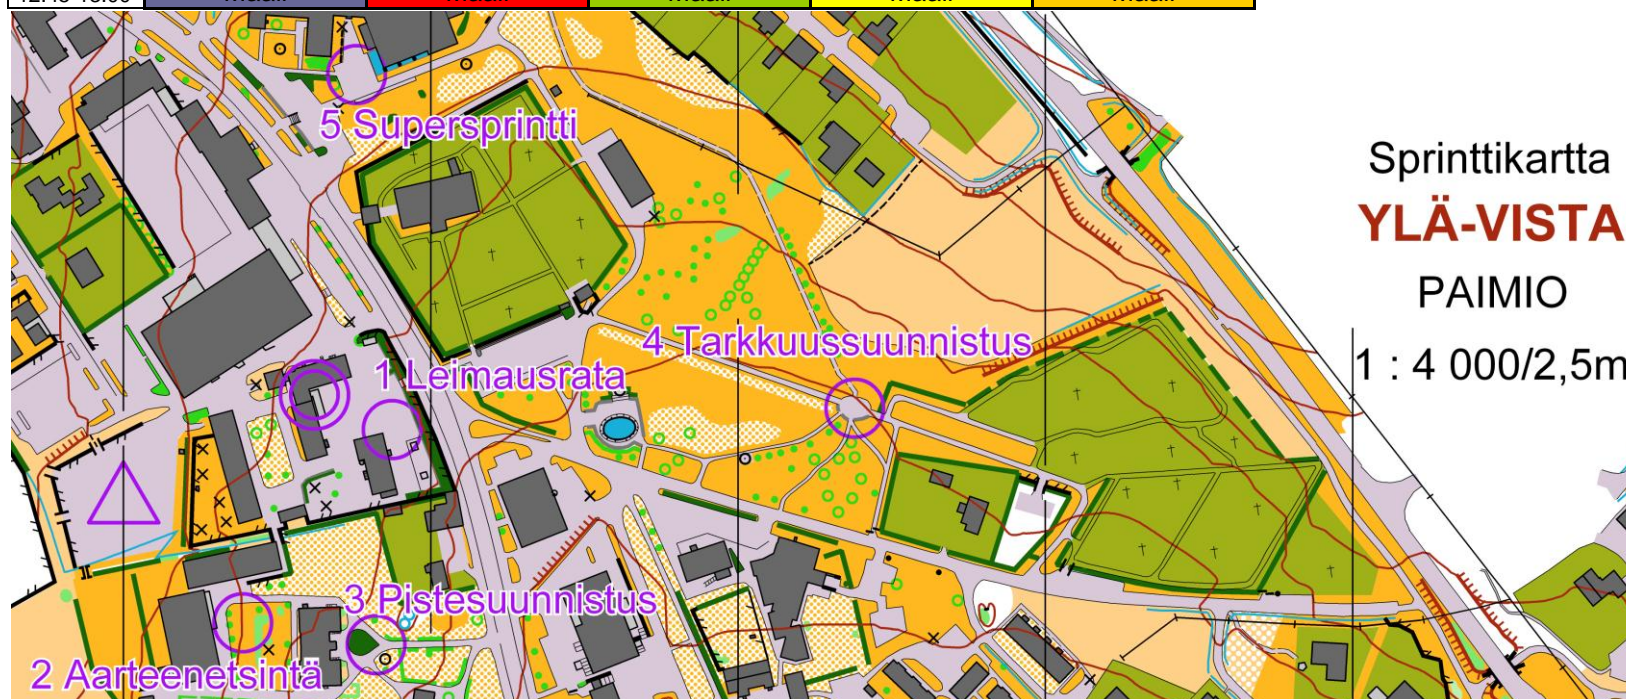 5 Supersprintti
Sprinttikartta
YLÄ-VISTA
PAIMIO
1 : 4 000/2,5m
4 Tarkkuussuunnistus
1 Leimausrata
3 Pistesuunnistus
2 Aarteenetsintä